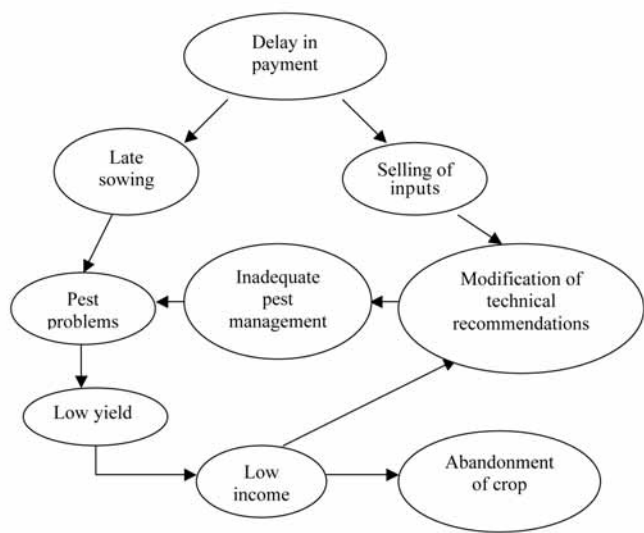 Delay in
payment
Late
sowing
Selling of
inputs
Pest
problems
Inadequate
pest
management
Modification of
technical
recommendations
Low yield
Low
income
Abandonment
of crop